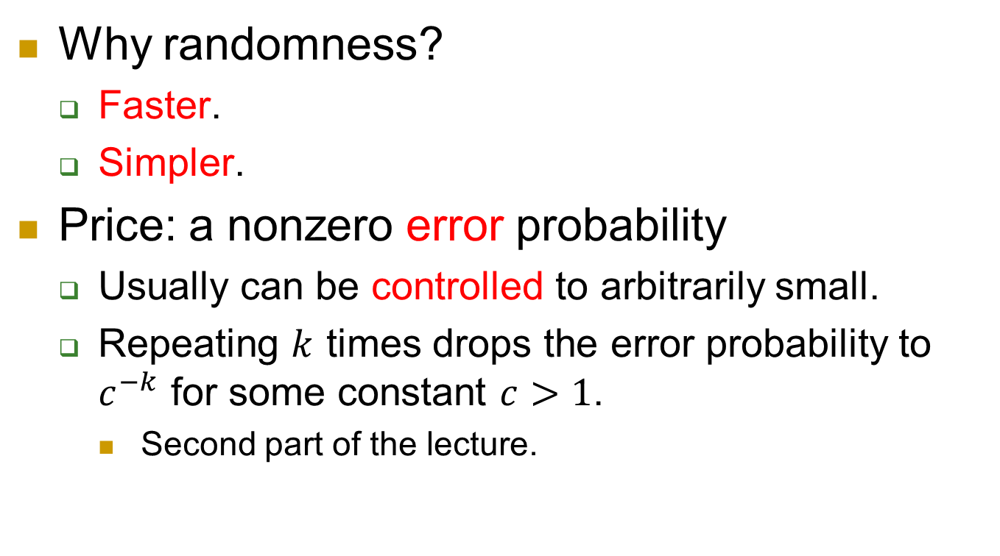 Why randomness?
Faster.
Simpler.
Price: a nonzero error probability
Usually can be controlled to arbitrarily small.
Repeating k times drops the error probability to
c^{-k} for some constant c > 1.
Second part of the lecture.